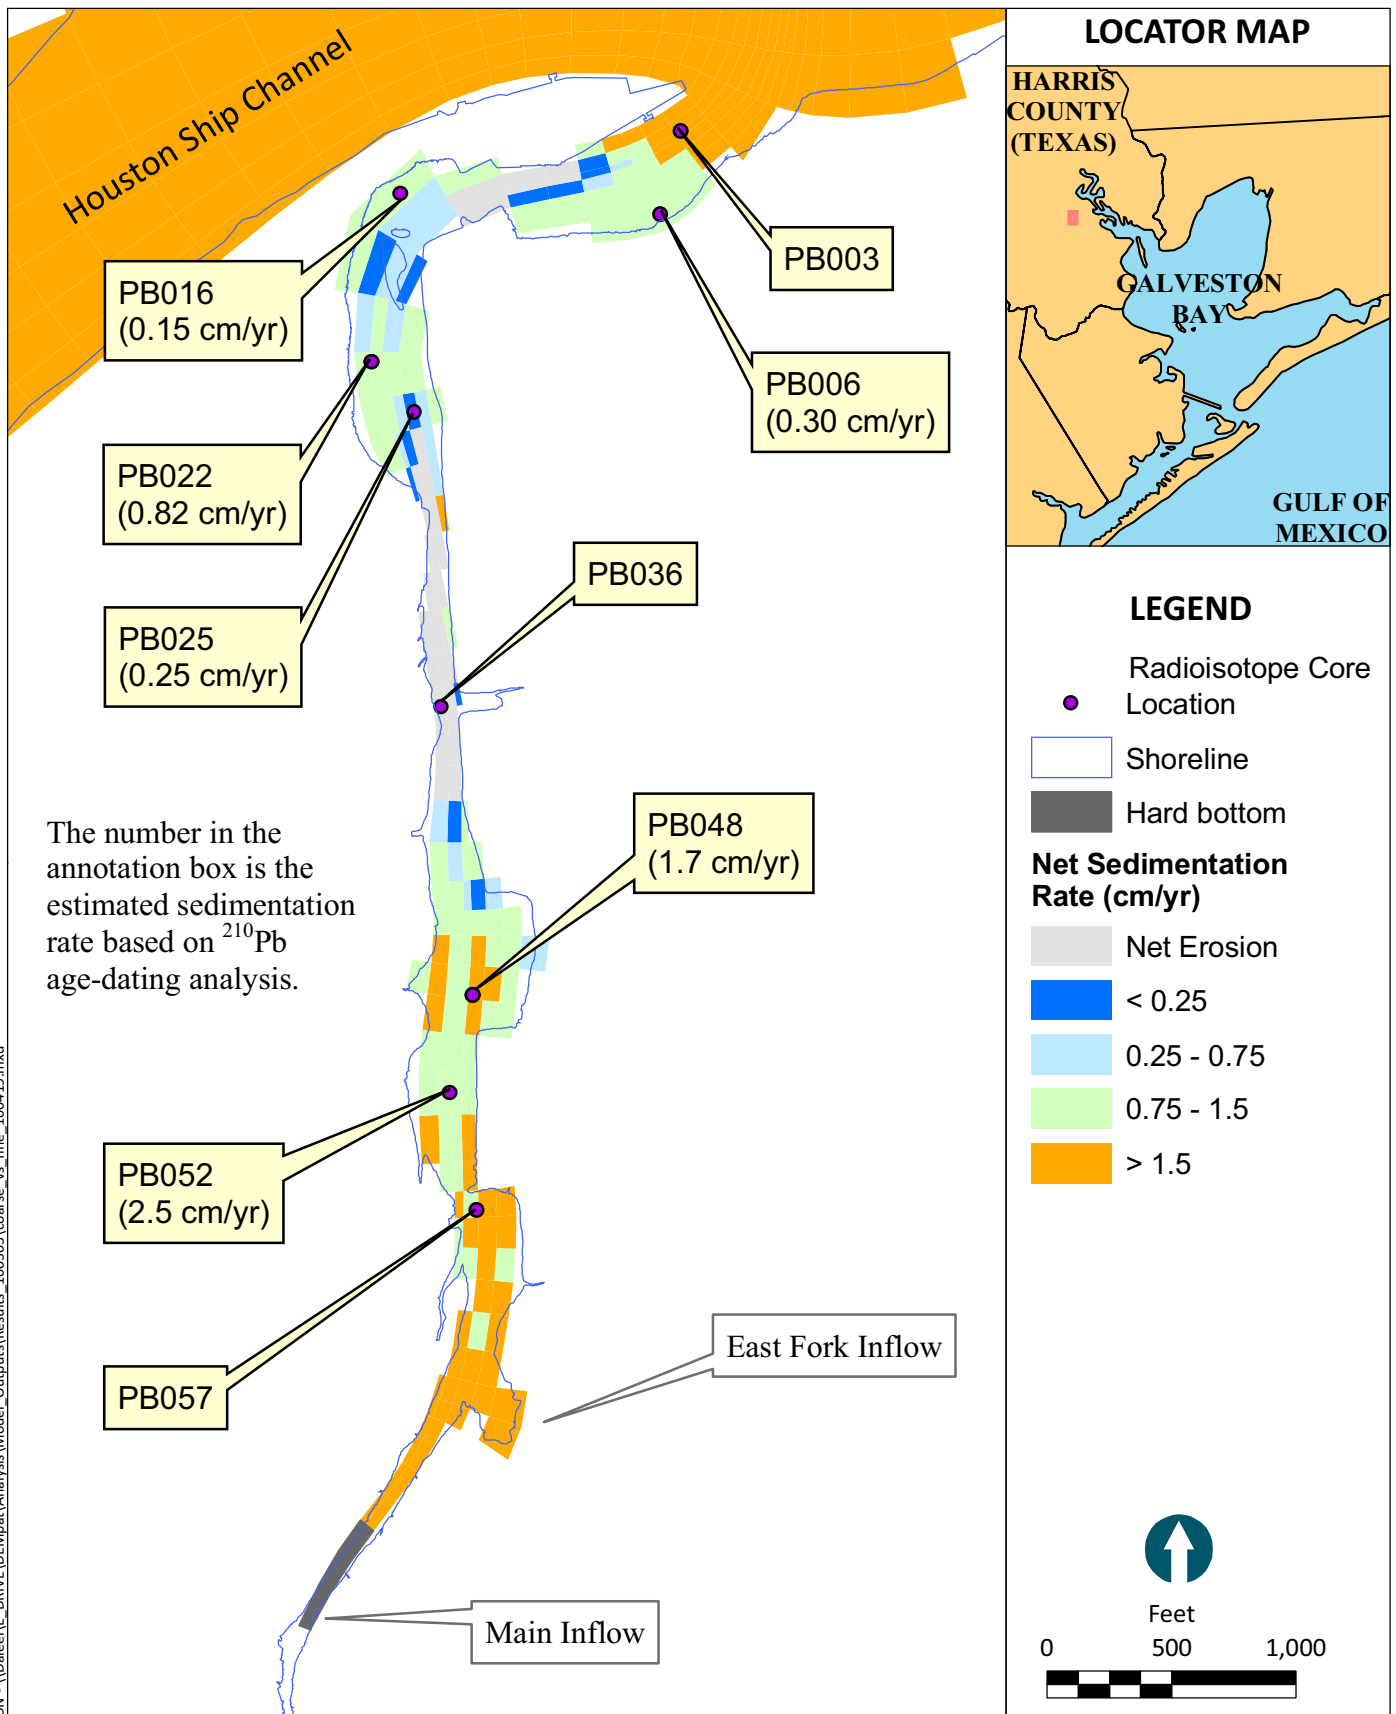 Houston Ship Channel
PB003
PB016
(0.15 cm/yr)
PB006
(0.30 cm/yr)
PB022
(0.82 cm/yr)
PB036
PB025
(0.25 cm/yr)
PB048
(1.7 cm/yr)
The number in the
annotation box is the
estimated sedimentation
rate based on ²¹⁰Pb
age-dating analysis.
PB052
(2.5 cm/yr)
East Fork Inflow
PB057
Main Inflow
LOCATOR MAP
HARRIS
COUNTY
(TEXAS)
GALVESTON
BAY
GULF OF
MEXICO
LEGEND
Radioisotope Core
Location
Shoreline
Hard bottom
Net Sedimentation
Rate (cm/yr)
Net Erosion
< 0.25
0.25 - 0.75
0.75 - 1.5
> 1.5
Feet
0 500 1,000